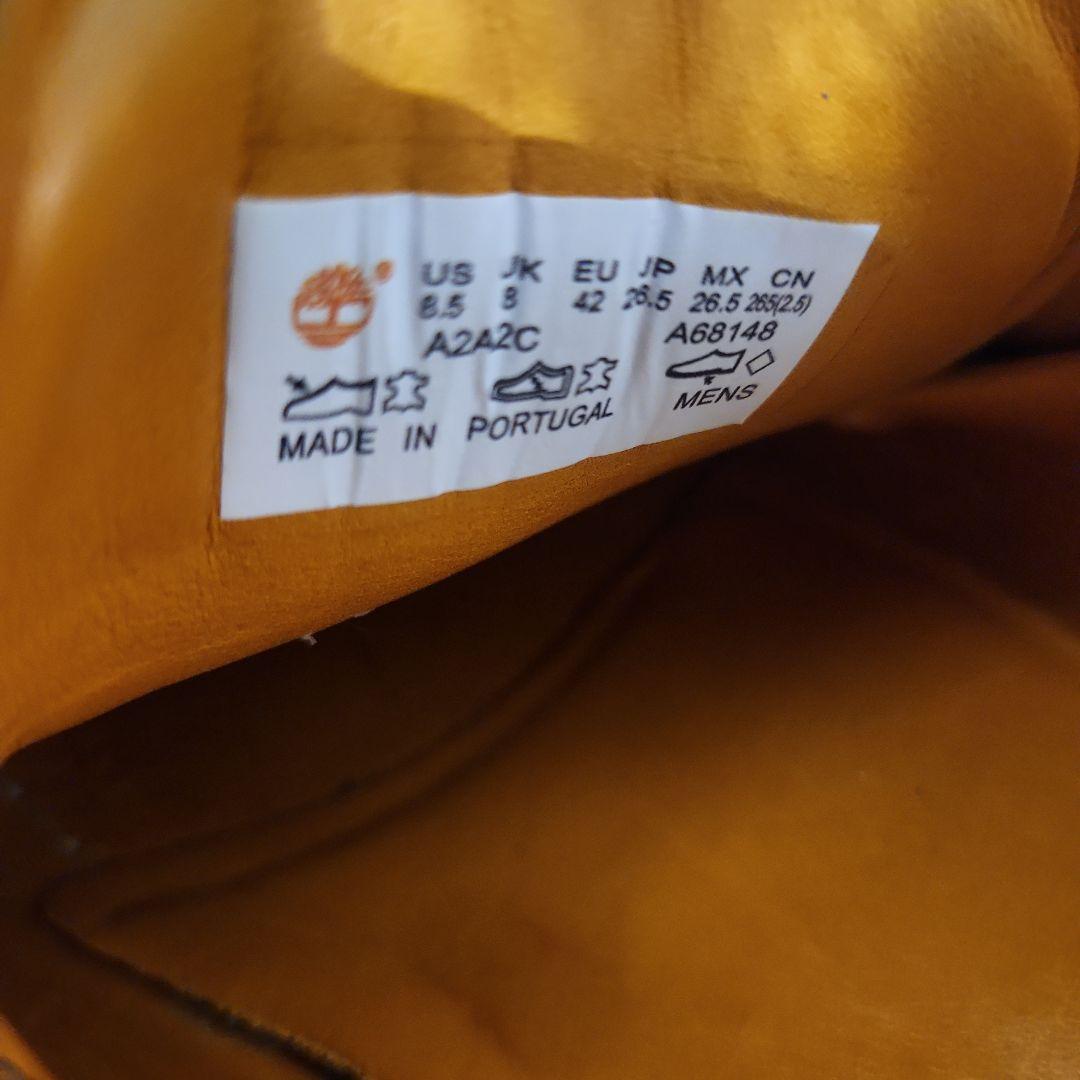 US JK EU JP MX CN
8.5 8 42 26.5 26.5 265(2.5)
A2A2C A68148
MADE IN PORTUGAL MENS